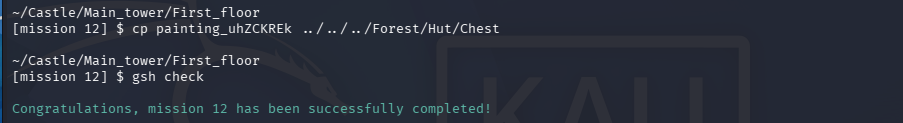 ~/Castle/Main_tower/First_floor
[mission 12] $ cp painting_uhZCKREk ../../../Forest/Hut/Chest
~/Castle/Main_tower/First_floor
[mission 12] $ gsh check
Congratulations, mission 12 has been successfully completed!
KALI